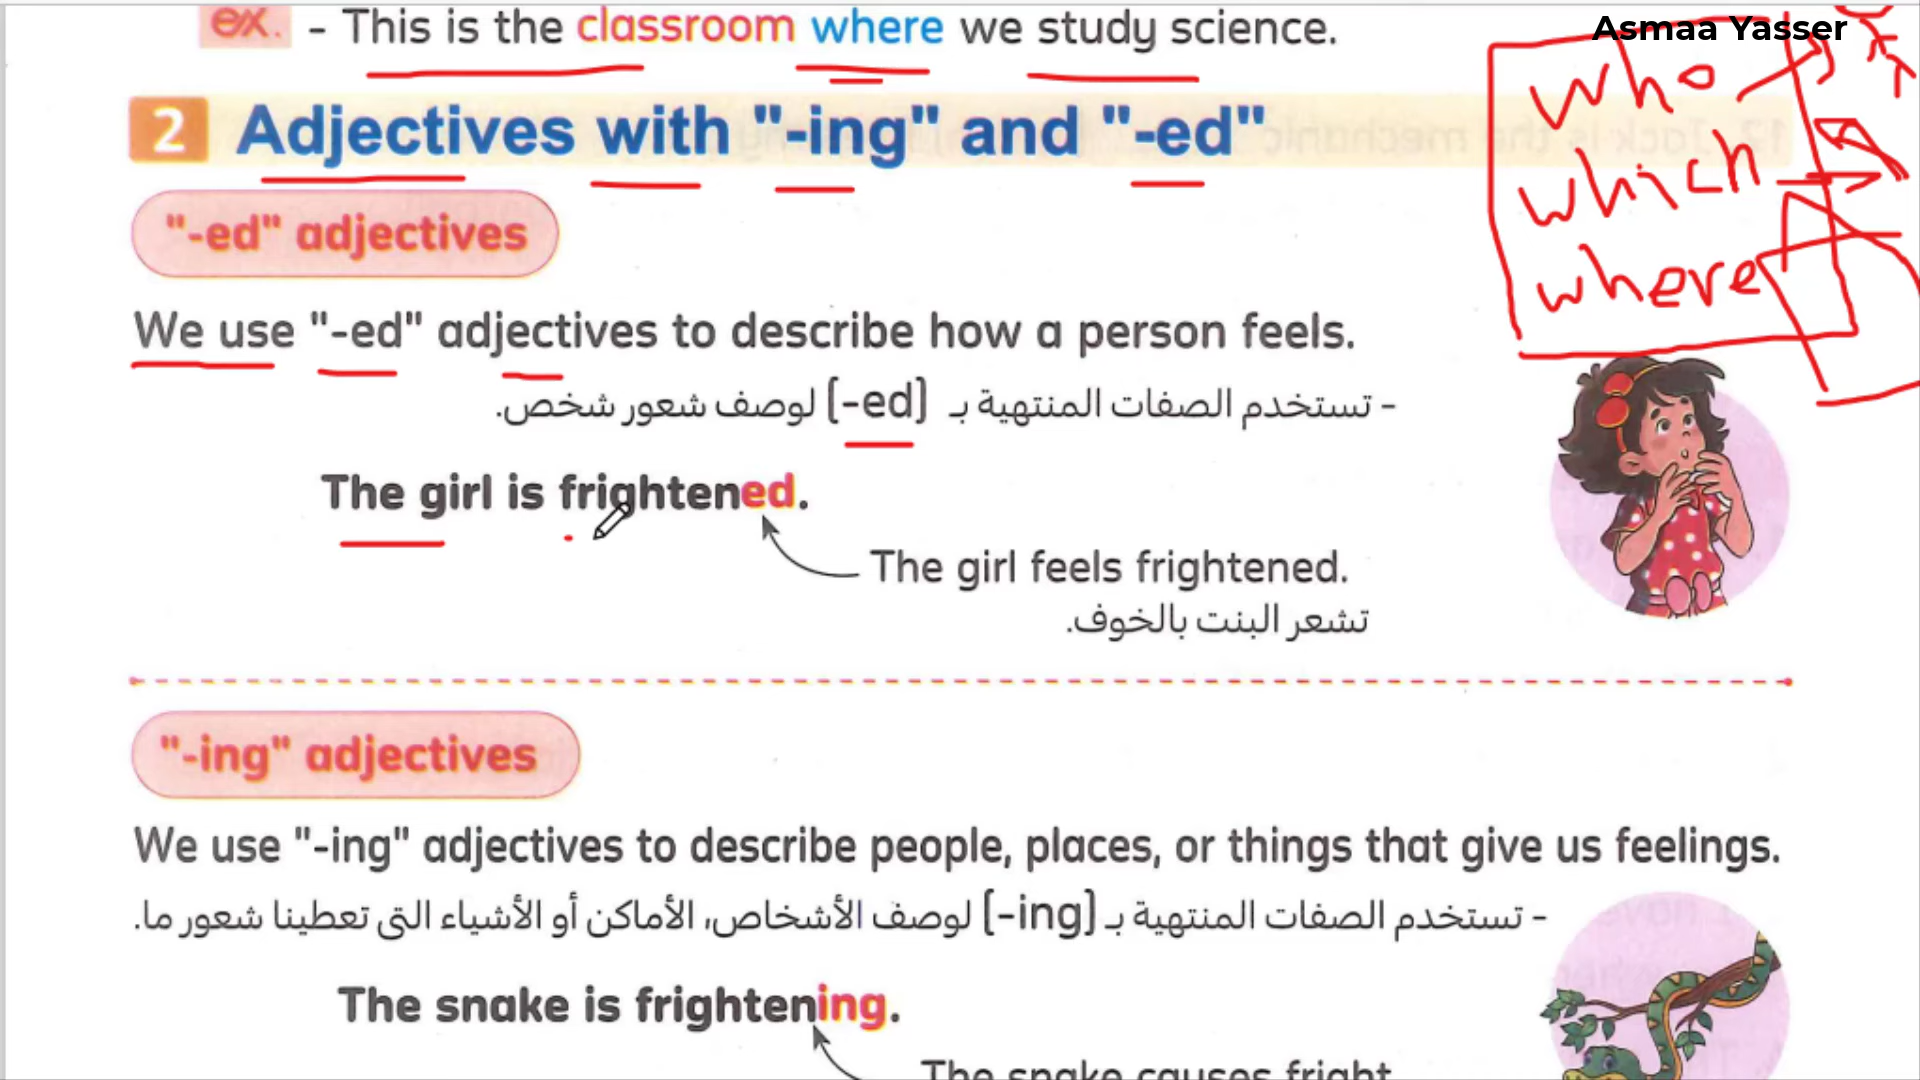 ex. - This is the classroom where we study science.
Asmaa Yasser
who
which
where
2 Adjectives with "-ing" and "-ed"
"-ed" adjectives
We use "-ed" adjectives to describe how a person feels.
- تستخدم الصفات المنتهية بـ (-ed) لوصف شعور شخص.
The girl is frightened.
The girl feels frightened.
تشعر البنت بالخوف.
"-ing" adjectives
We use "-ing" adjectives to describe people, places, or things that give us feelings.
- تستخدم الصفات المنتهية بـ (-ing) لوصف الأشخاص، الأماكن أو الأشياء التى تعطينا شعور ما.
The snake is frightening.
The snake causes fright.